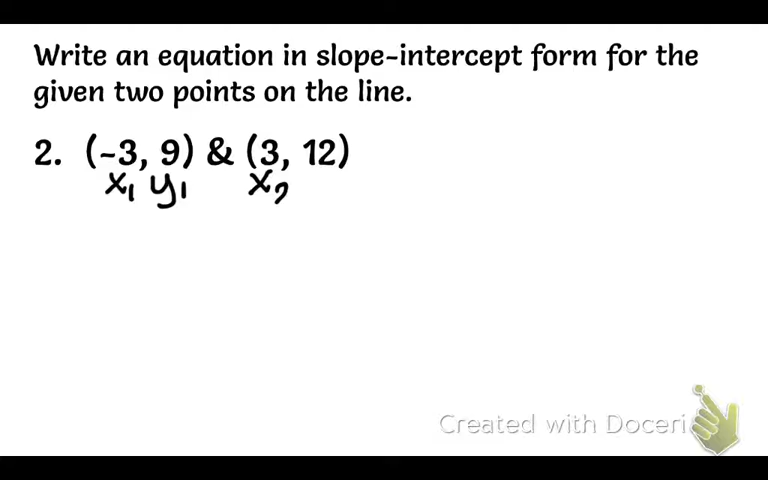 Write an equation in slope-intercept form for the
given two points on the line.
2. (-3, 9) & (3, 12)
x₁ y₁ x₂
Created with Doceri